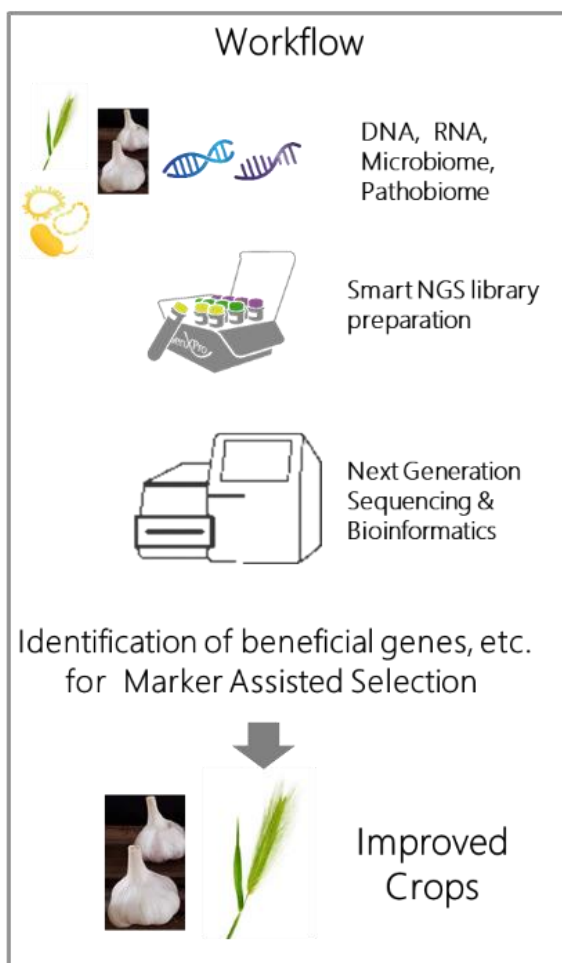 Workflow
DNA, RNA,
Microbiome,
Pathobiome
Smart NGS library
preparation
Next Generation
Sequencing &
Bioinformatics
Identification of beneficial genes, etc.
for Marker Assisted Selection
Improved
Crops